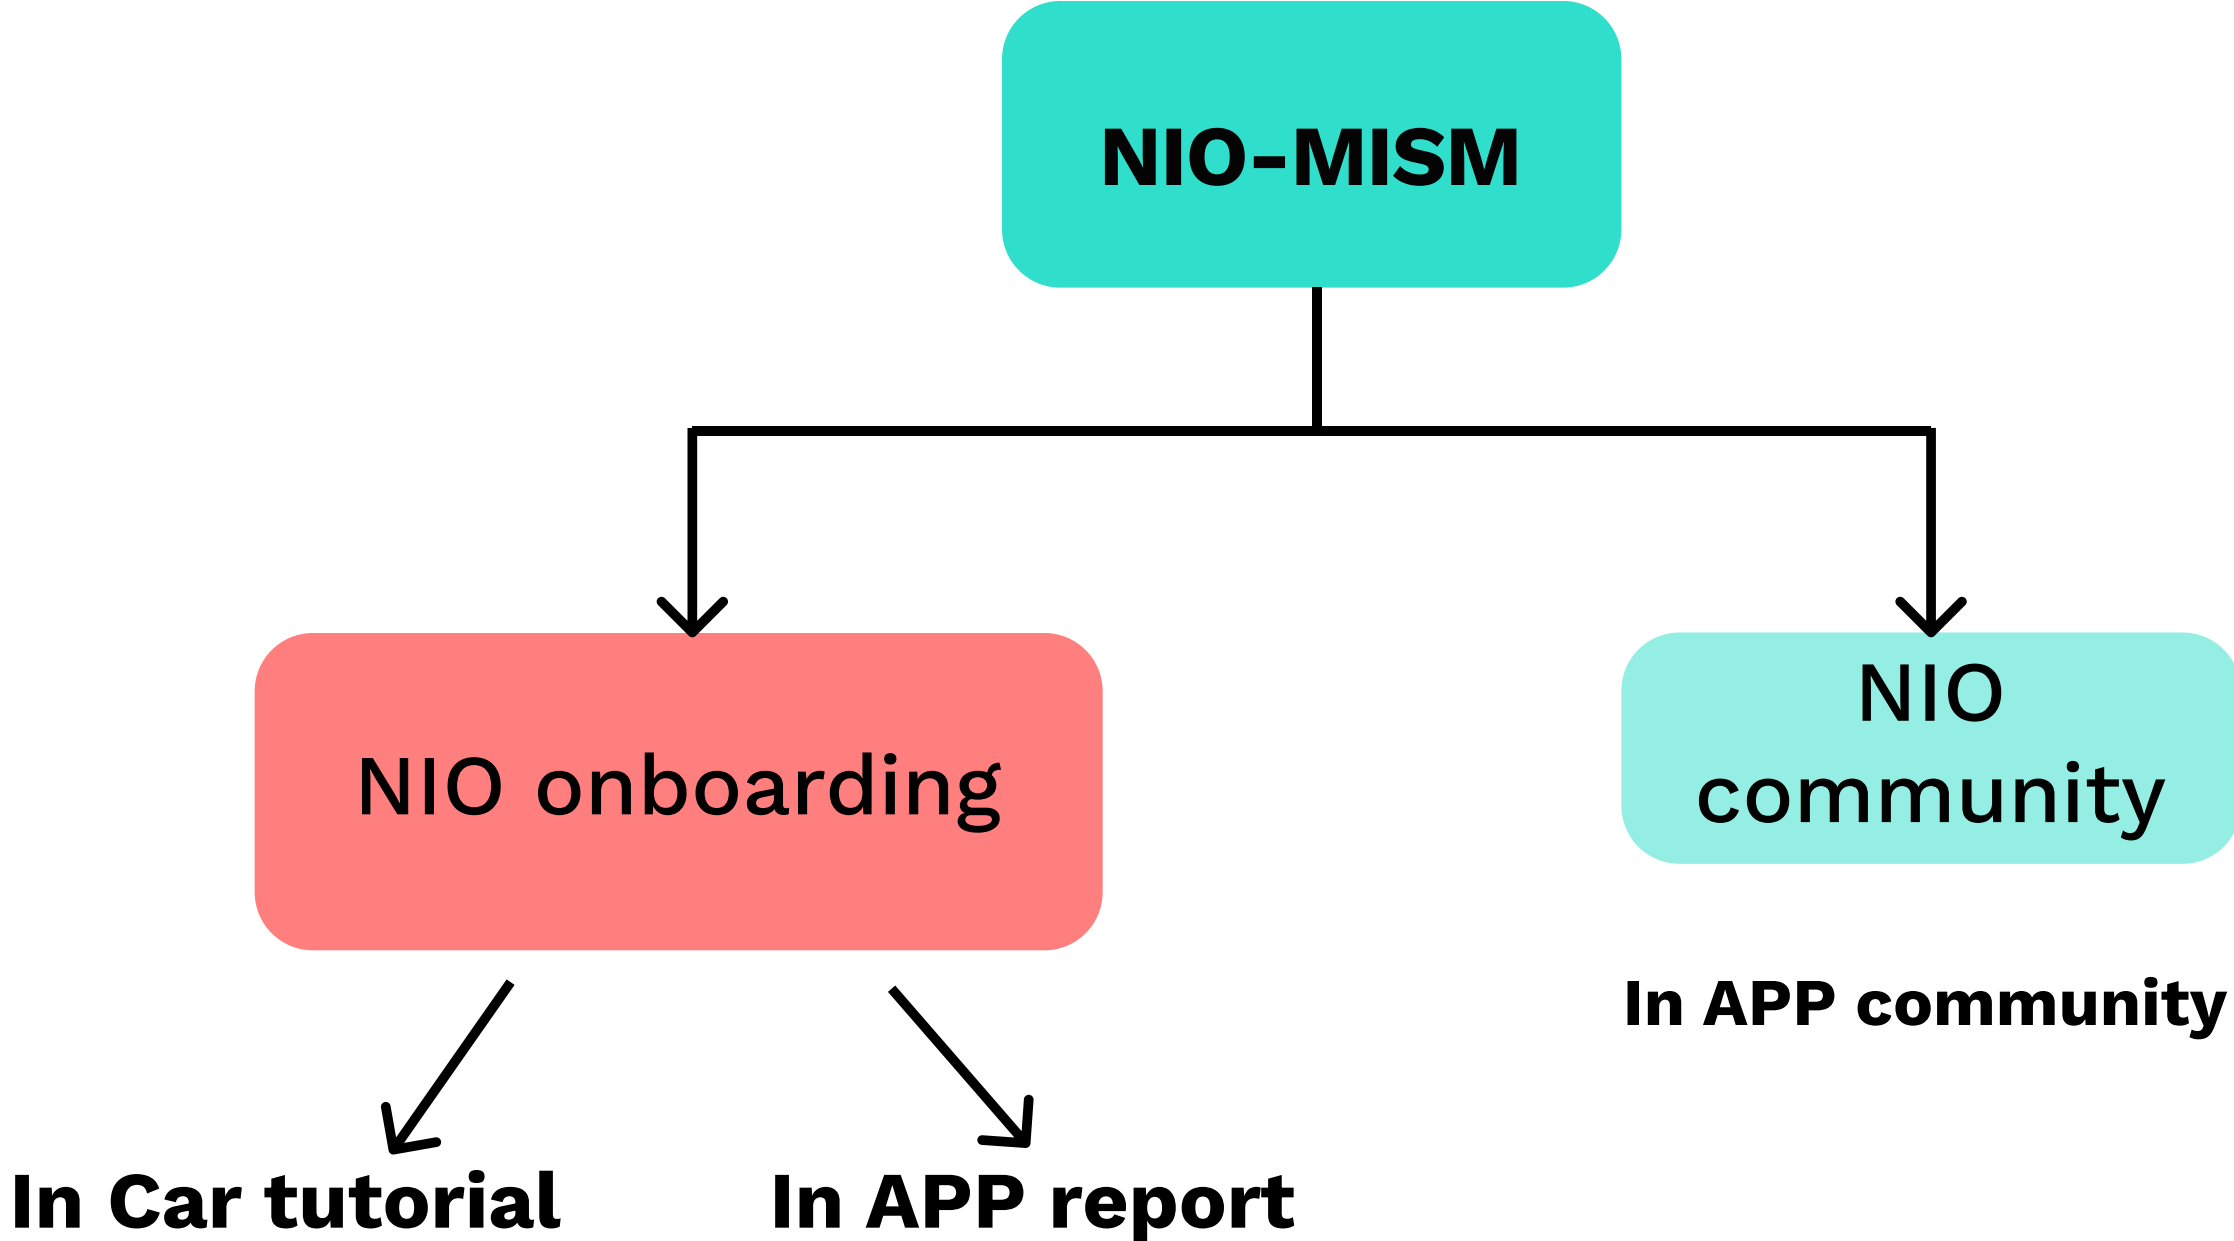 NIO-MISM
NIO onboarding
NIO
community
In APP community
In Car tutorial
In APP report